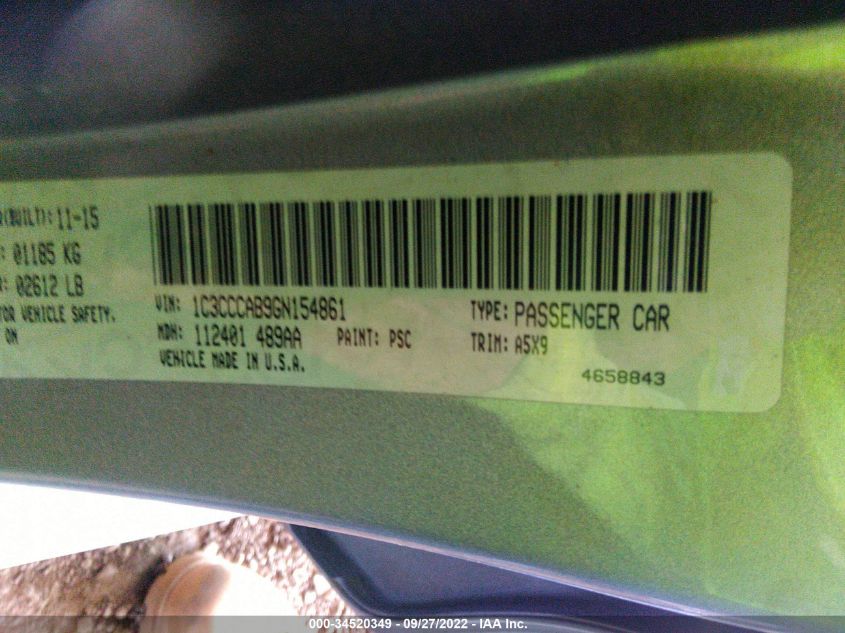 (BUILT): 11-15
: 01185 KG
: 02612 LB
TOR VEHICLE SAFETY.
ON
VIN: 1C3CCCAB9GN154861
MDH: 112401 489AA
PAINT: PSC
VEHICLE MADE IN U.S.A.
TYPE: PASSENGER CAR
TRIM: A5X9
4658843
000-34520349 - 09/27/2022 - IAA Inc.